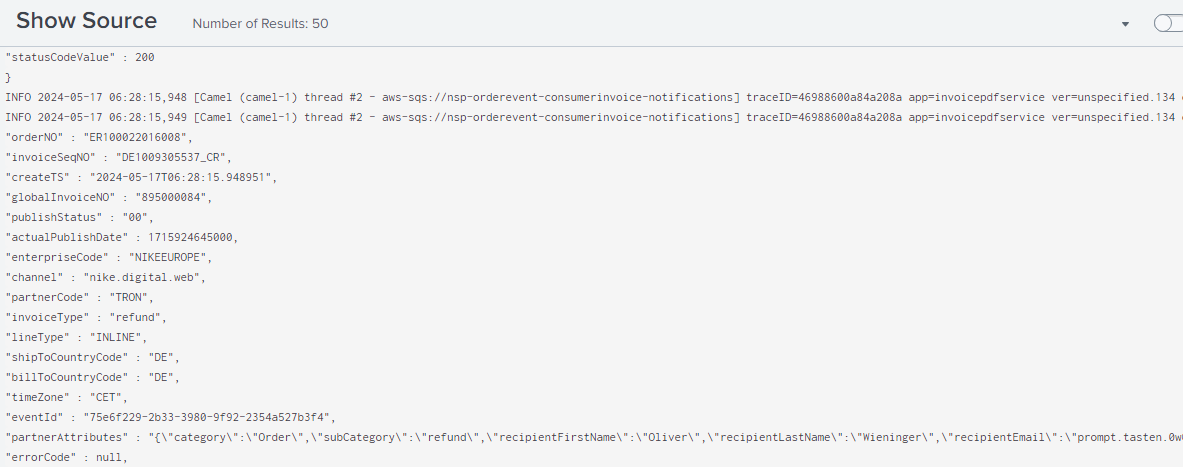 Show Source Number of Results: 50
"statusCodeValue" : 200
}
INFO 2024-05-17 06:28:15,948 [Camel (camel-1) thread #2 - aws-sqs://nsp-orderevent-consumerinvoice-notifications] traceID=46988600a84a208a app=invoicepdfservice ver=unspecified.134
INFO 2024-05-17 06:28:15,949 [Camel (camel-1) thread #2 - aws-sqs://nsp-orderevent-consumerinvoice-notifications] traceID=46988600a84a208a app=invoicepdfservice ver=unspecified.134
"orderNO" : "ER100022016008",
"invoiceSeqNO" : "DE1009305537_CR",
"createTS" : "2024-05-17T06:28:15.948951",
"globalInvoiceNO" : "895000084",
"publishStatus" : "00",
"actualPublishDate" : 1715924645000,
"enterpriseCode" : "NIKEEUROPE",
"channel" : "nike.digital.web",
"partnerCode" : "TRON",
"invoiceType" : "refund",
"lineType" : "INLINE",
"shipToCountryCode" : "DE",
"billToCountryCode" : "DE",
"timeZone" : "CET",
"eventId" : "75e6f229-2b33-3980-9f92-2354a527b3f4",
"partnerAttributes" : "{\"category\":\"Order\",\"subCategory\":\"refund\",\"recipientFirstName\":\"Oliver\",\"recipientLastName\":\"Wieninger\",\"recipientEmail\":\"prompt.tasten.0w
"errorCode" : null,